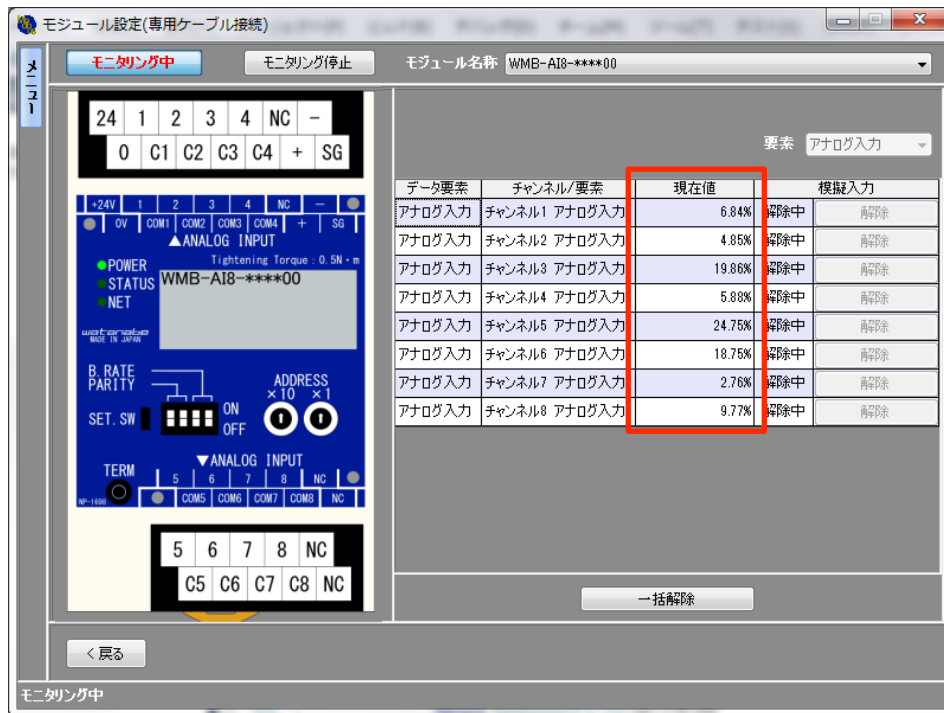 モジュール設定(専用ケーブル接続)
メニュー
モニタリング中 モニタリング停止 モジュール名称 WMB-AI8-****00
要素 アナログ入力
24 1 2 3 4 NC −
0 C1 C2 C3 C4 + SG
+24V 1 2 3 4 NC −
0V COM1 COM2 COM3 COM4 + SG
▲ANALOG INPUT
Tightening Torque : 0.5N・m
POWER
STATUS
NET
WMB-AI8-****00
watanabe
MADE IN JAPAN
B.RATE
PARITY
ADDRESS
×10 ×1
SET.SW
ON
OFF
▼ANALOG INPUT
TERM
5 6 7 8 NC
COM5 COM6 COM7 COM8 NC
NP-1698
5 6 7 8 NC
C5 C6 C7 C8 NC
データ要素 チャンネル/要素 現在値 模擬入力
アナログ入力 チャンネル1 アナログ入力 6.84% 解除中 解除
アナログ入力 チャンネル2 アナログ入力 4.85% 解除中 解除
アナログ入力 チャンネル3 アナログ入力 19.86% 解除中 解除
アナログ入力 チャンネル4 アナログ入力 5.88% 解除中 解除
アナログ入力 チャンネル5 アナログ入力 24.75% 解除中 解除
アナログ入力 チャンネル6 アナログ入力 18.75% 解除中 解除
アナログ入力 チャンネル7 アナログ入力 2.76% 解除中 解除
アナログ入力 チャンネル8 アナログ入力 9.77% 解除中 解除
一括解除
<戻る
モニタリング中